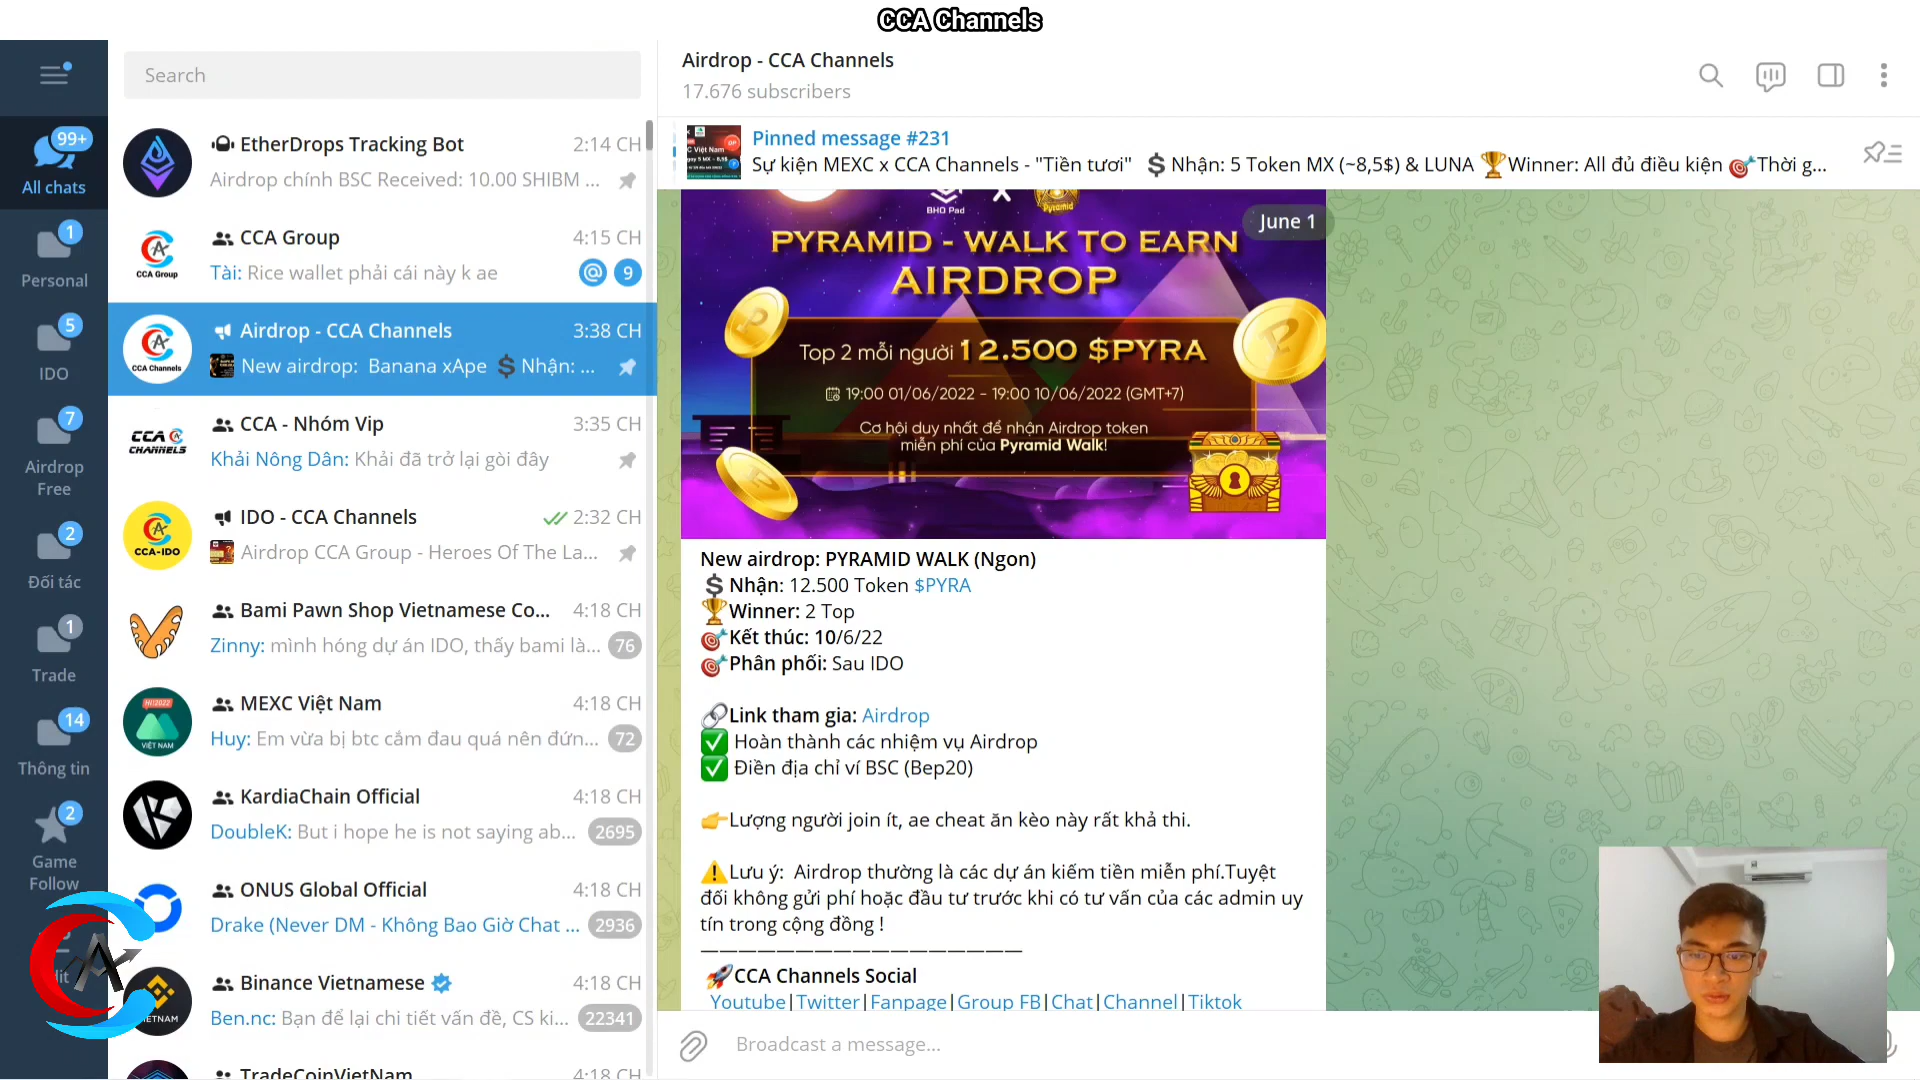 CCA Channels
Search
99+
All chats
1
Personal
5
IDO
7
Airdrop
Free
2
Đối tác
1
Trade
14
Thông tin
2
Game
Follow
EtherDrops Tracking Bot
2:14 CH
Airdrop chính BSC Received: 10.00 SHIBM ...
CCA Group
CCA Group
4:15 CH
Tài: Rice wallet phải cái này k ae
@ 9
CCA Channels
Airdrop - CCA Channels
3:38 CH
New airdrop: Banana xApe 💲 Nhận: ...
CCA
CHANNELS
CCA - Nhóm Vip
3:35 CH
Khải Nông Dân: Khải đã trở lại gòi đây
CCA-IDO
IDO - CCA Channels
2:32 CH
Airdrop CCA Group - Heroes Of The La...
Bami Pawn Shop Vietnamese Co...
4:18 CH
Zinny: mình hóng dự án IDO, thấy bami là...
76
HI!2022
VIỆT NAM
MEXC Việt Nam
4:18 CH
Huy: Em vừa bị btc cắm đau quá nên đứn...
72
KardiaChain Official
4:18 CH
DoubleK: But i hope he is not saying ab...
2695
ONUS Global Official
4:18 CH
Drake (Never DM - Không Bao Giờ Chat ...
2936
Binance Vietnamese
4:18 CH
Ben.nc: Bạn để lại chi tiết vấn đề, CS ki...
22341
TradeCoinVietNam
4:18 CH
Airdrop - CCA Channels
17.676 subscribers
Pinned message #231
Sự kiện MEXC x CCA Channels - "Tiền tươi" 💲Nhận: 5 Token MX (~8,5$) & LUNA 🏆Winner: All đủ điều kiện 🎯Thời g...
BHO Pad X Pyramid
June 1
PYRAMID - WALK TO EARN
AIRDROP
Top 2 mỗi người 12.500 $PYRA
19:00 01/06/2022 - 19:00 10/06/2022 (GMT+7)
Cơ hội duy nhất để nhận Airdrop token
miễn phí của Pyramid Walk!
New airdrop: PYRAMID WALK (Ngon)
💲Nhận: 12.500 Token $PYRA
🏆Winner: 2 Top
🎯Kết thúc: 10/6/22
🎯Phân phối: Sau IDO
🔗Link tham gia: Airdrop
✅ Hoàn thành các nhiệm vụ Airdrop
✅ Điền địa chỉ ví BSC (Bep20)
👉Lượng người join ít, ae cheat ăn kèo này rất khả thi.
⚠️Lưu ý: Airdrop thường là các dự án kiếm tiền miễn phí.Tuyệt
đối không gửi phí hoặc đầu tư trước khi có tư vấn của các admin uy
tín trong cộng đồng !
—————————————————
🚀CCA Channels Social
Youtube|Twitter|Fanpage|Group FB|Chat|Channel|Tiktok
Broadcast a message...